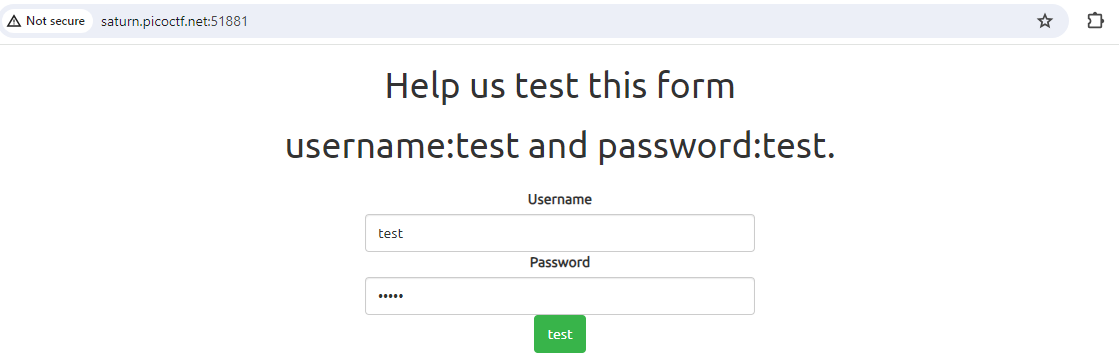 Not secure saturn.picoctf.net:51881
Help us test this form
username:test and password:test.
Username
test
Password
•••••
test